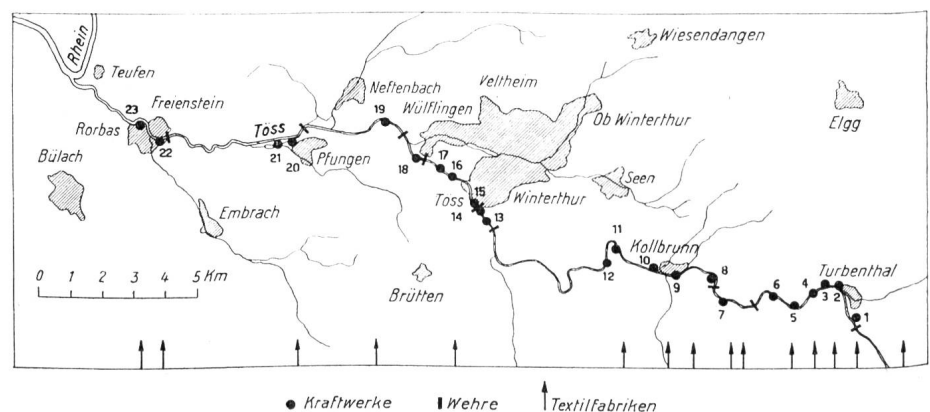 Rhein
Teufen
Wiesendangen
Neftenbach
Veltheim
Wülflingen
Freienstein
23
19
Töss
Ob Winterthur
Elgg
Rorbas
22
21
20
Pfungen
18
17
16
Bülach
Seen
15
Töss
Winterthur
14
13
Embrach
11
Kollbrunn
0 1 2 3 4 5 Km
12
10
9
8
Turbenthal
Brütten
7
6
5
4
3
2
1
Kraftwerke
Wehre
Textilfabriken